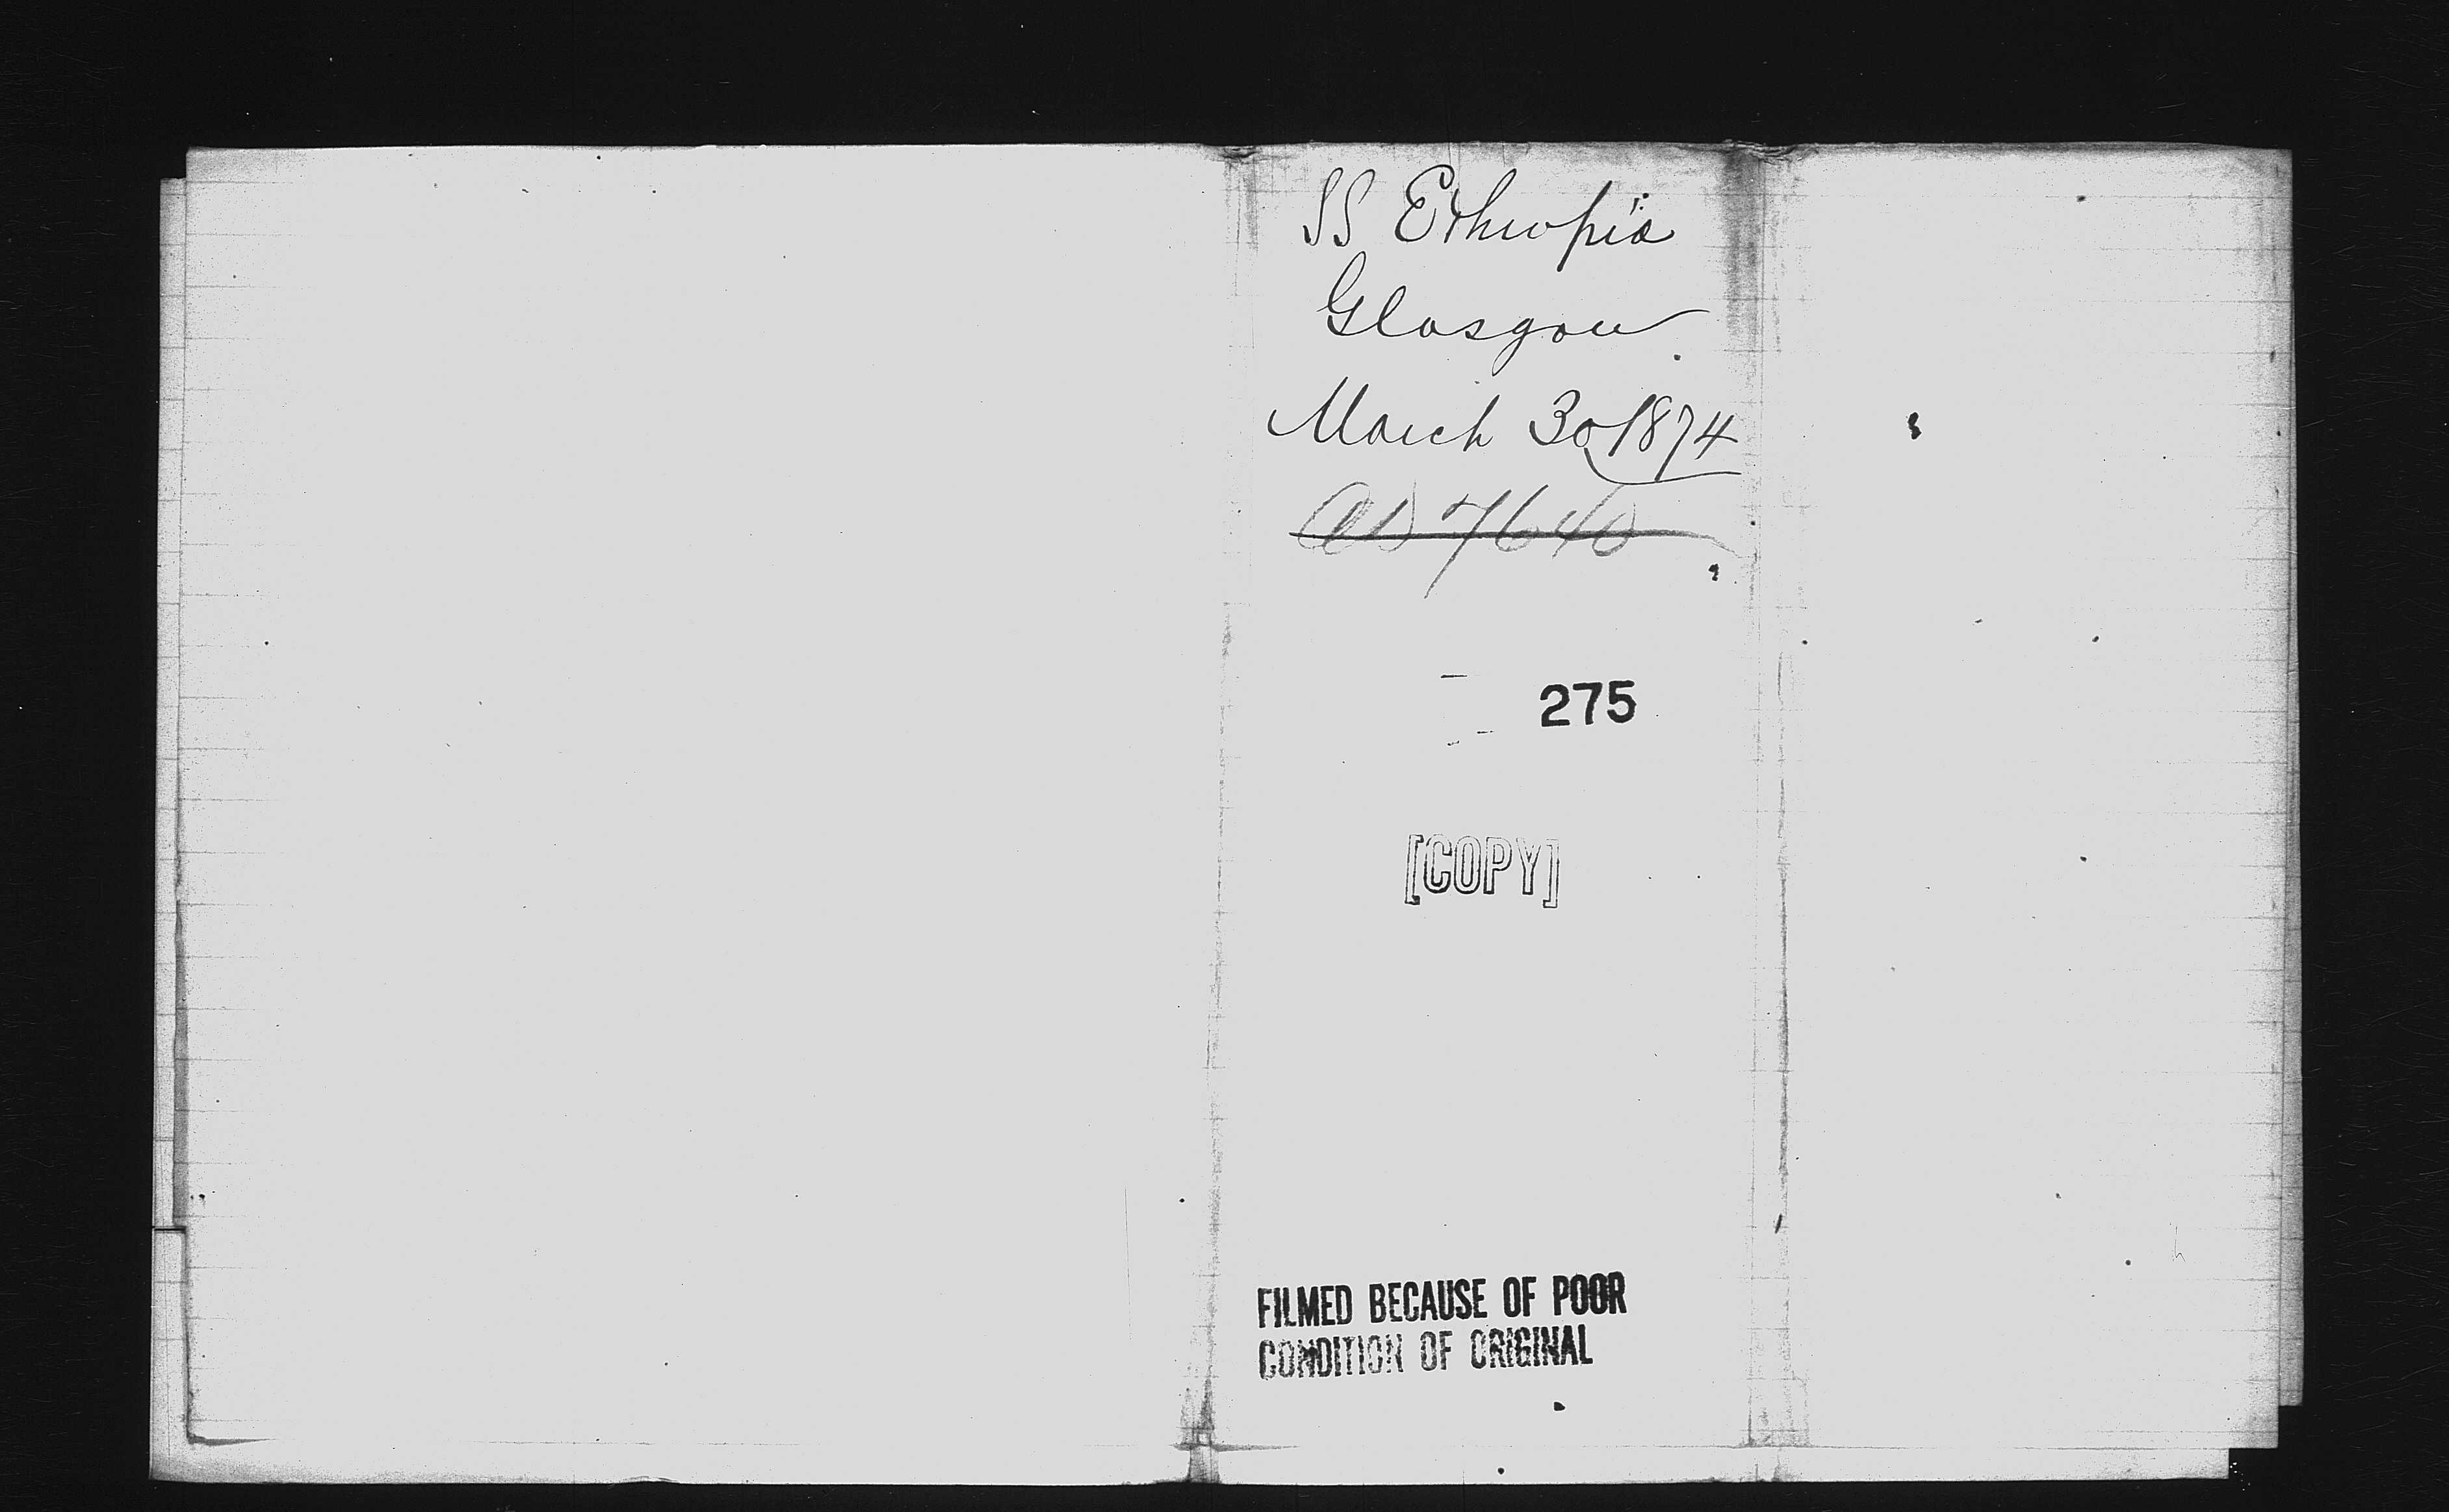 SS Ethiopia
Glasgow
March 30 1874
275
[COPY]
FILMED BECAUSE OF POOR
CONDITION OF ORIGINAL